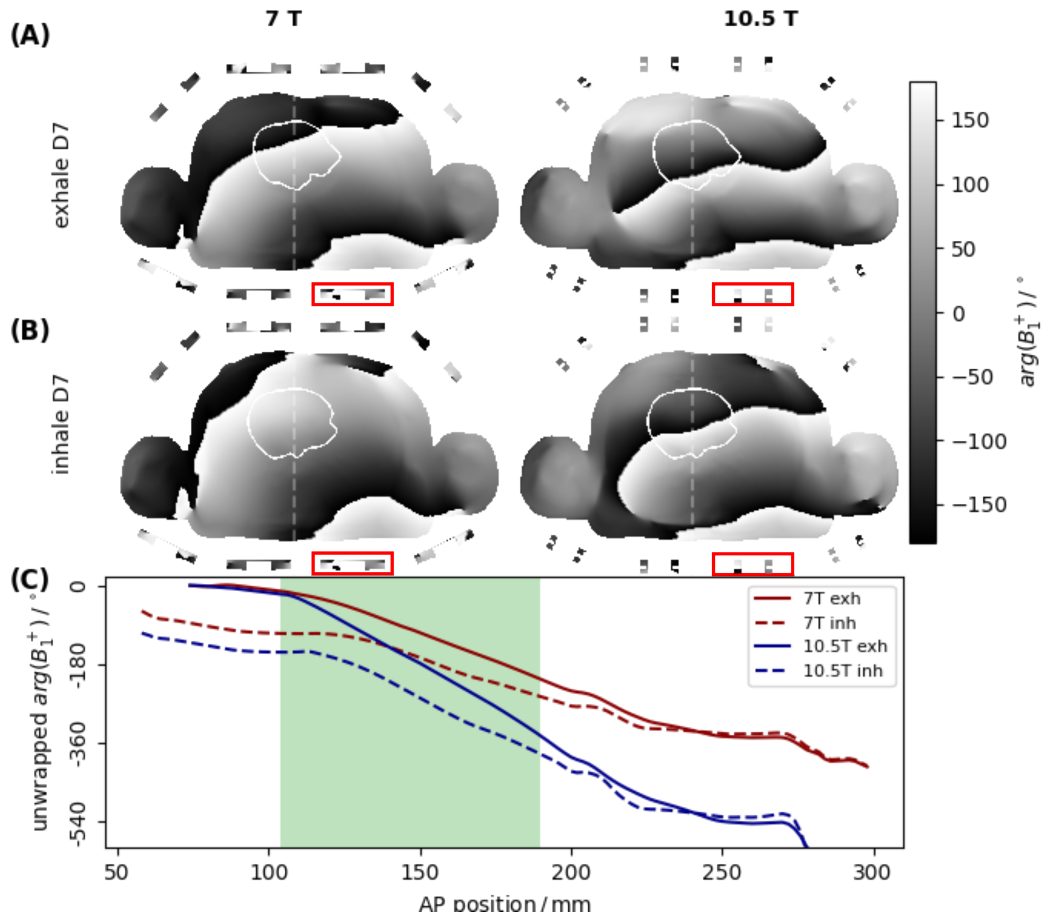 7 T
10.5 T
(A)
exhale D7
(B)
inhale D7
150
100
50
0
−50
−100
−150
arg(B₁⁺) / °
(C)
unwrapped arg(B₁⁺) / °
0
-180
-360
-540
7T exh
7T inh
10.5T exh
10.5T inh
50
100
150
200
250
300
AP position / mm